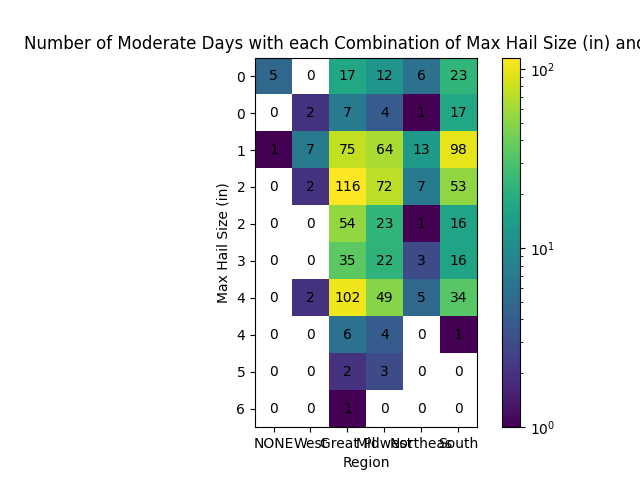 Number of Moderate Days with each Combination of Max Hail Size (in) and
0 5 0 17 12 6 23
0 0 2 7 4 1 17
1 1 7 75 64 13 98
2 0 2 116 72 7 53
2 0 0 54 23 1 16
3 0 0 35 22 3 16
4 0 2 102 49 5 34
4 0 0 6 4 0 1
5 0 0 2 3 0 0
6 0 0 1 0 0 0
NONE West Great Pl Midwest Northeas South
Region
Max Hail Size (in)
10²
10¹
10⁰